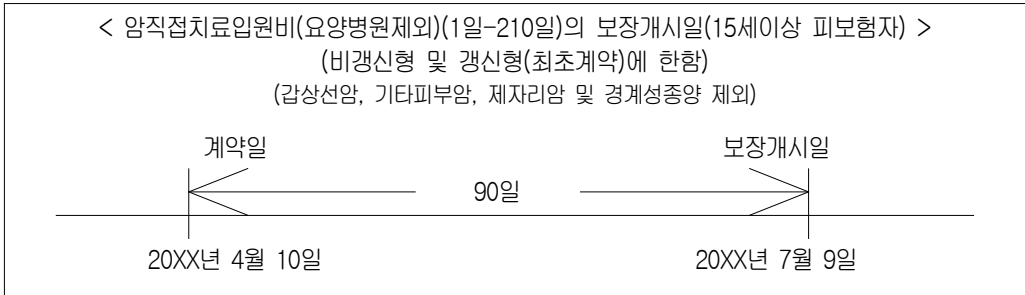 < 암직접치료입원비(요양병원제외)(1일-210일)의 보장개시일(15세이상 피보험자) >
(비갱신형 및 갱신형(최초계약)에 한함)
(갑상선암, 기타피부암, 제자리암 및 경계성종양 제외)
계약일 보장개시일
90일
20XX년 4월 10일 20XX년 7월 9일